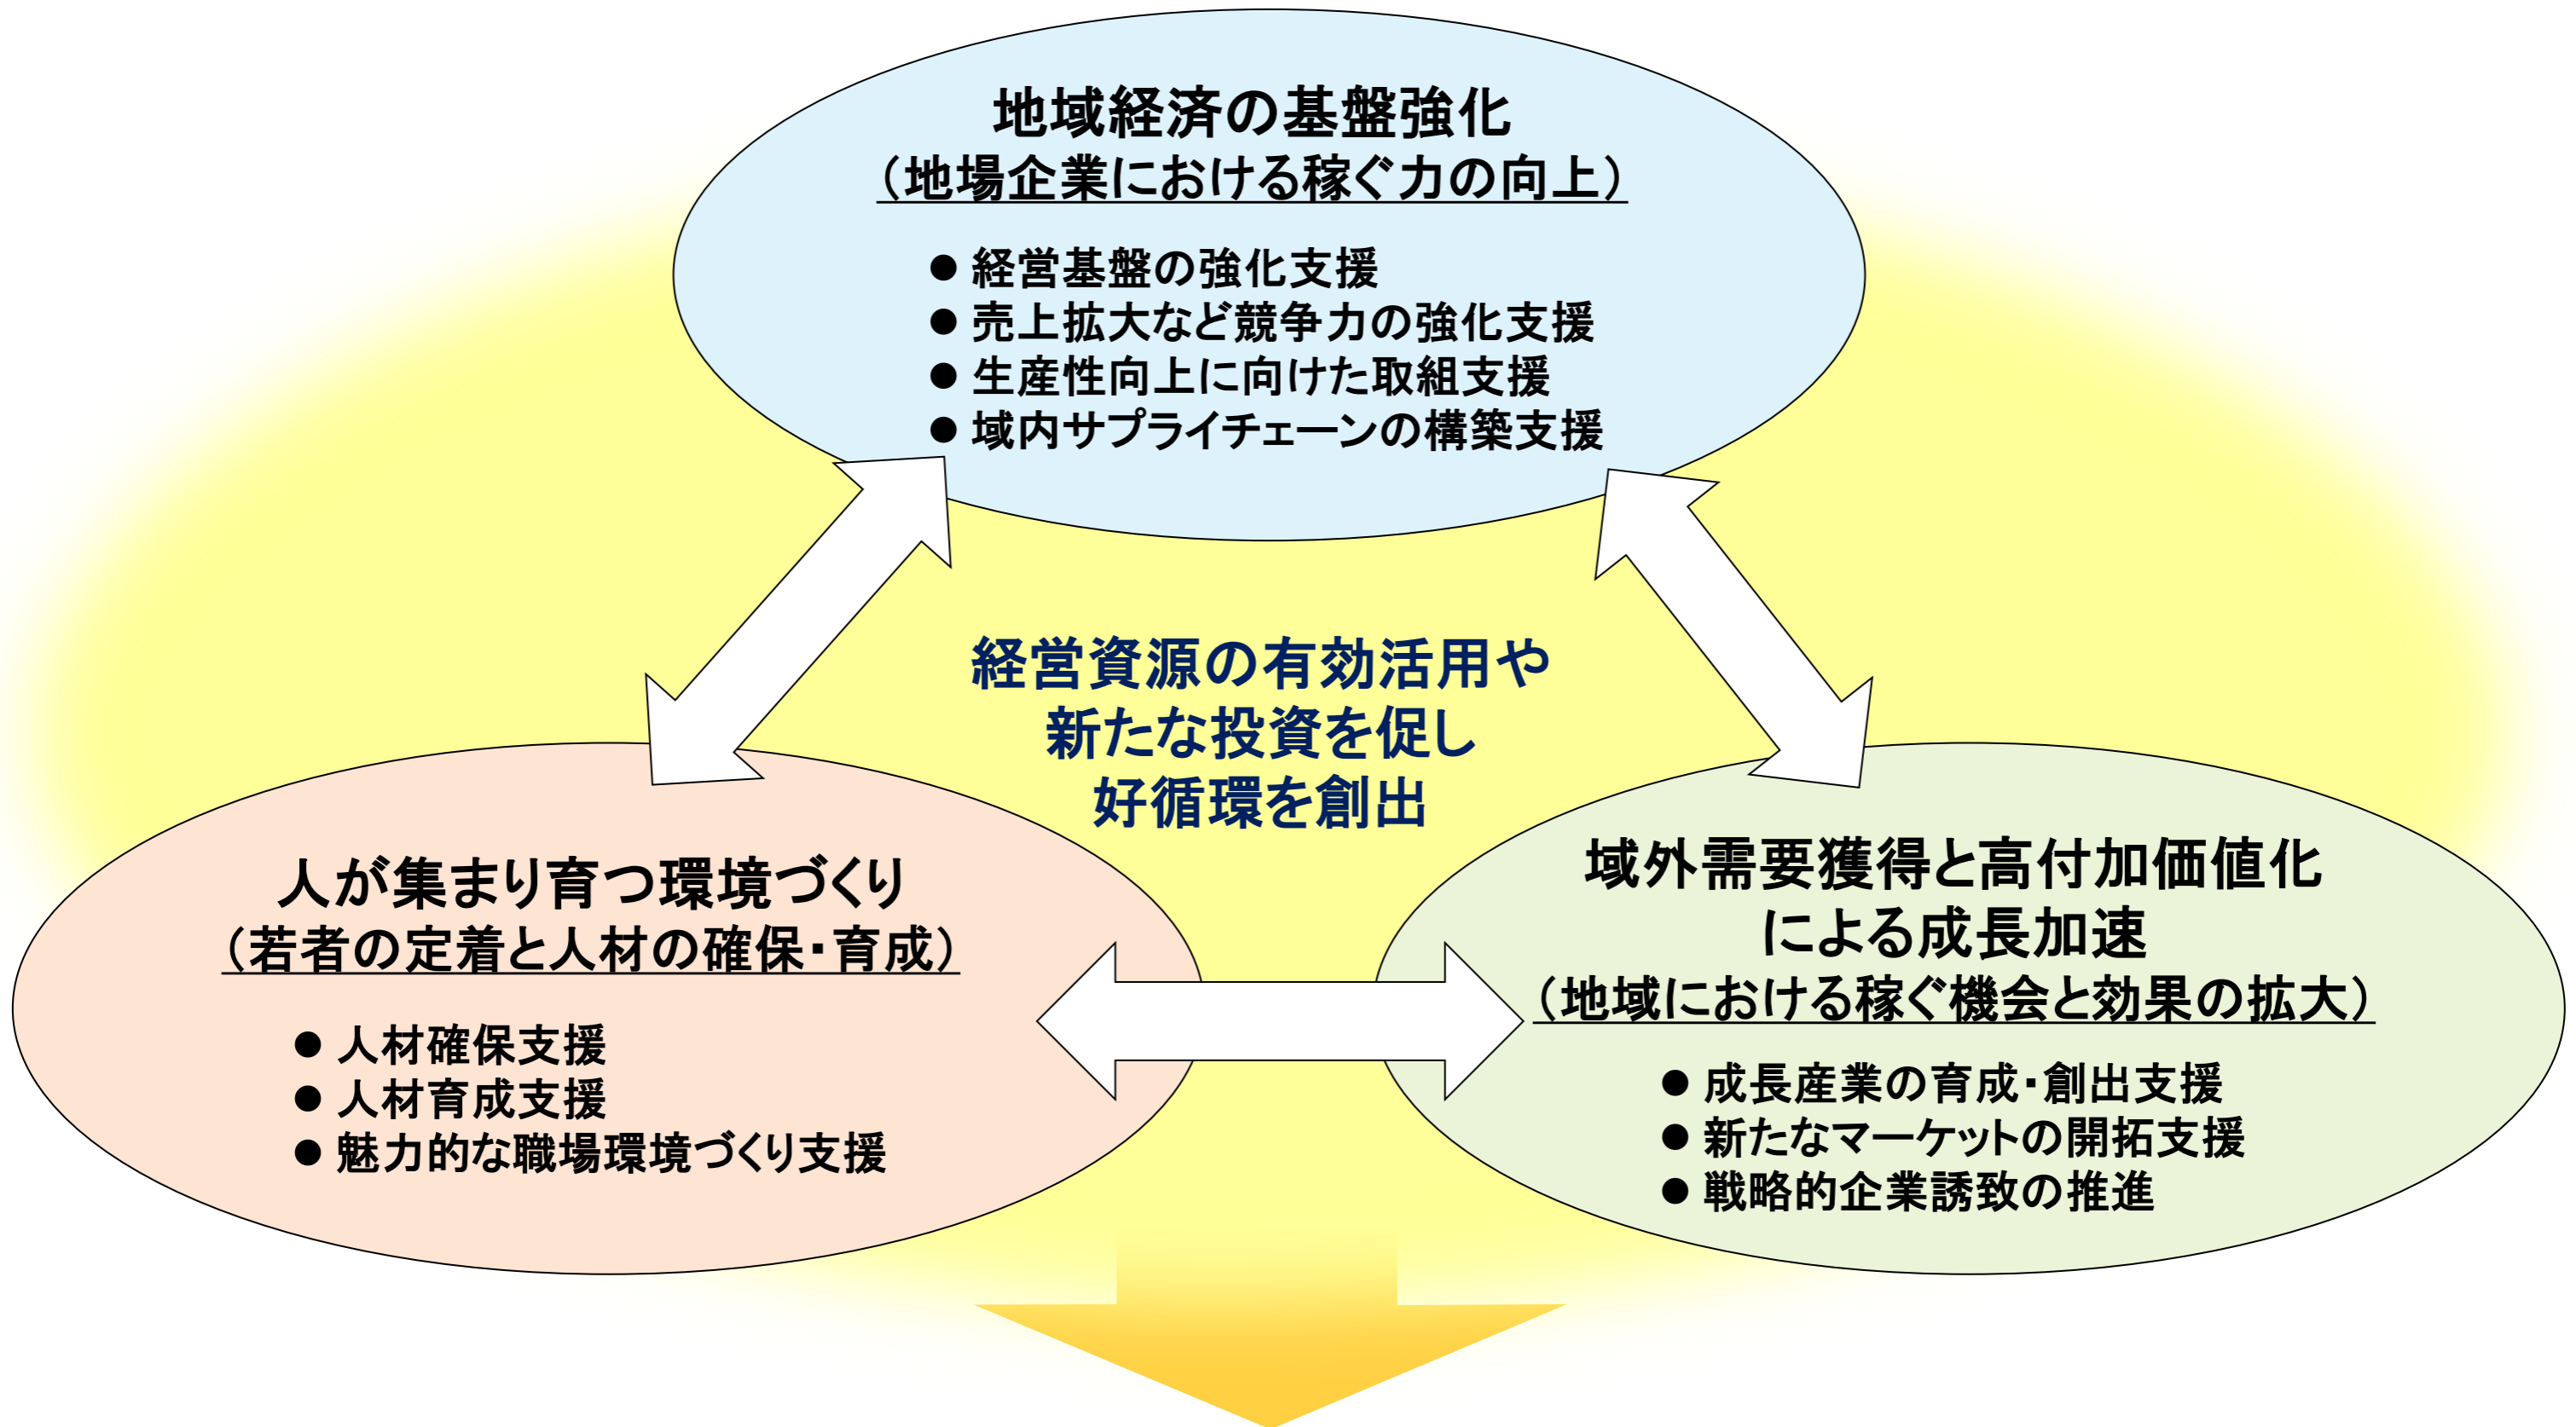 地域経済の基盤強化
（地場企業における稼ぐ力の向上）
● 経営基盤の強化支援
● 売上拡大など競争力の強化支援
● 生産性向上に向けた取組支援
● 域内サプライチェーンの構築支援
経営資源の有効活用や
新たな投資を促し
好循環を創出
人が集まり育つ環境づくり
（若者の定着と人材の確保・育成）
● 人材確保支援
● 人材育成支援
● 魅力的な職場環境づくり支援
域外需要獲得と高付加価値化
による成長加速
（地域における稼ぐ機会と効果の拡大）
● 成長産業の育成・創出支援
● 新たなマーケットの開拓支援
● 戦略的企業誘致の推進